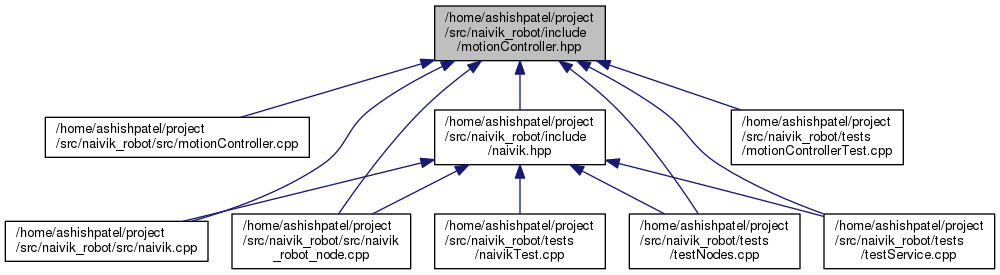 /home/ashishpatel/project
/src/naivik_robot/include
/motionController.hpp
/home/ashishpatel/project
/src/naivik_robot/src/motionController.cpp
/home/ashishpatel/project
/src/naivik_robot/include
/naivik.hpp
/home/ashishpatel/project
/src/naivik_robot/tests
/motionControllerTest.cpp
/home/ashishpatel/project
/src/naivik_robot/src/naivik.cpp
/home/ashishpatel/project
/src/naivik_robot/src/naivik
_robot_node.cpp
/home/ashishpatel/project
/src/naivik_robot/tests
/naivikTest.cpp
/home/ashishpatel/project
/src/naivik_robot/tests
/testNodes.cpp
/home/ashishpatel/project
/src/naivik_robot/tests
/testService.cpp